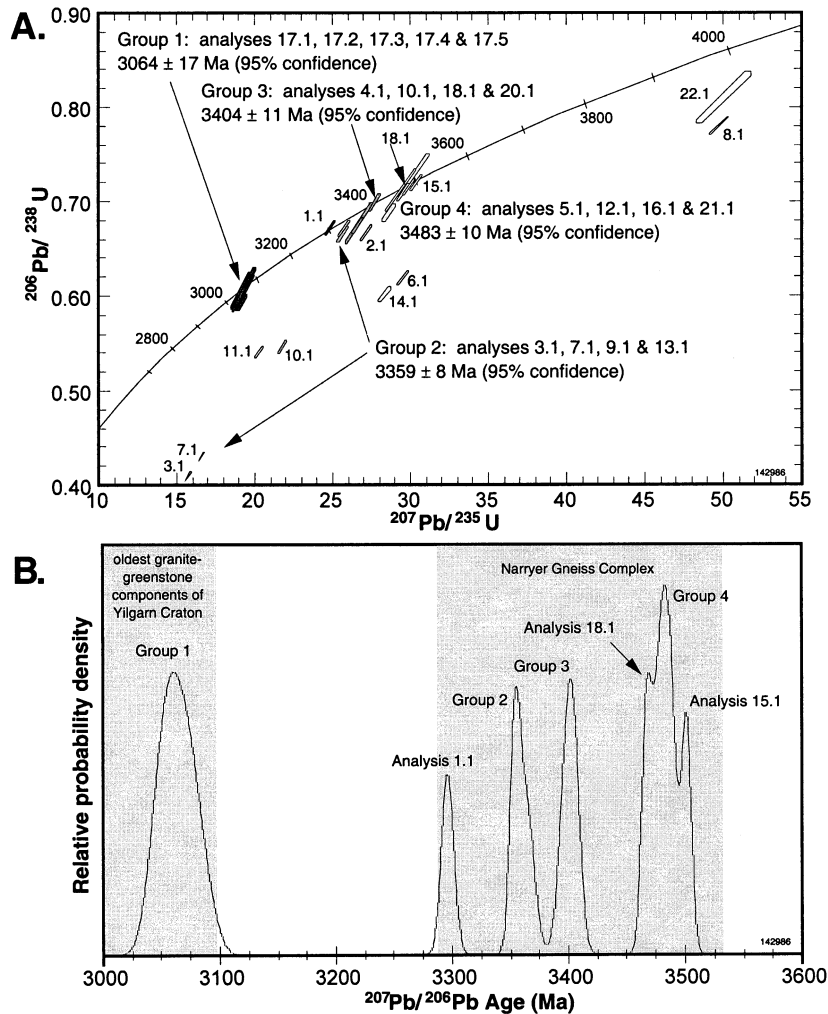 A.
Group 1: analyses 17.1, 17.2, 17.3, 17.4 & 17.5
3064 ± 17 Ma (95% confidence)
Group 3: analyses 4.1, 10.1, 18.1 & 20.1
3404 ± 11 Ma (95% confidence)
4000
22.1
8.1
3800
18.1
3600
15.1
3400
1.1
2.1
Group 4: analyses 5.1, 12.1, 16.1 & 21.1
3483 ± 10 Ma (95% confidence)
3200
3000
6.1
14.1
2800
11.1
10.1
Group 2: analyses 3.1, 7.1, 9.1 & 13.1
3359 ± 8 Ma (95% confidence)
7.1
3.1
142986
0.90
0.80
0.70
0.60
0.50
0.40
206Pb/ 238U
10 15 20 25 30 35 40 45 50 55
207Pb/ 235U
B.
oldest granite-
greenstone
components of
Yilgarn Craton
Narryer Gneiss Complex
Group 1
Analysis 1.1
Group 2
Group 3
Analysis 18.1
Group 4
Analysis 15.1
142986
Relative probability density
3000 3100 3200 3300 3400 3500 3600
207Pb/ 206Pb Age (Ma)